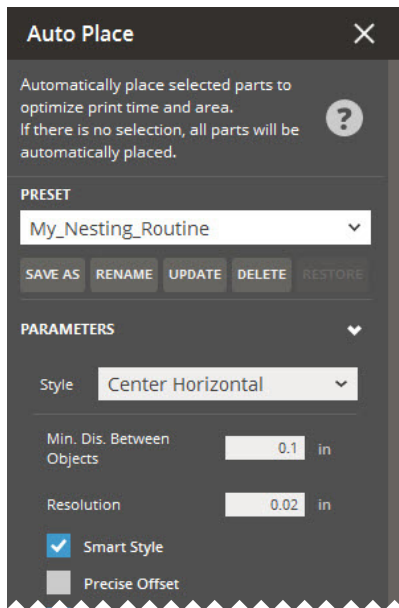 Auto Place
Automatically place selected parts to
optimize print time and area.
If there is no selection, all parts will be
automatically placed.
?
PRESET
My_Nesting_Routine
SAVE AS RENAME UPDATE DELETE RESTORE
PARAMETERS
Style Center Horizontal
Min. Dis. Between
Objects 0.1 in
Resolution 0.02 in
Smart Style
Precise Offset